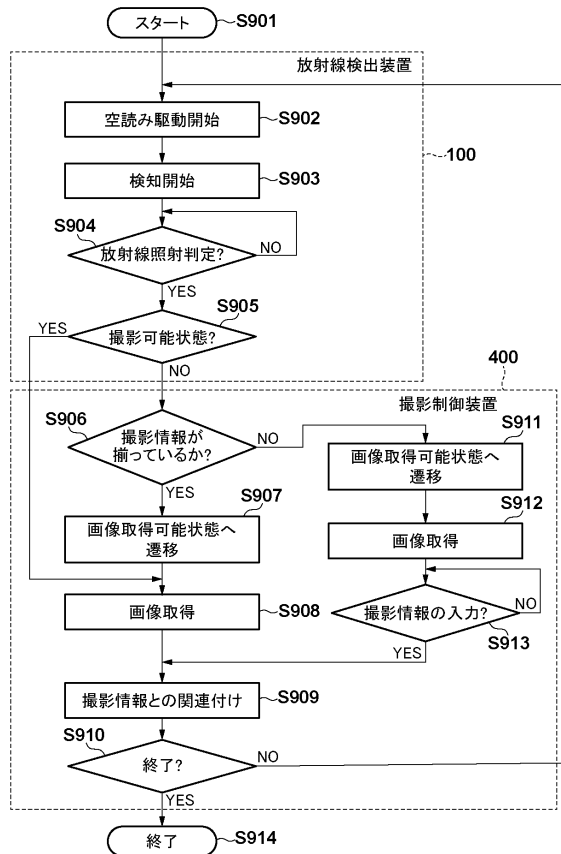 スタート
S901
放射線検出装置
空読み駆動開始
S902
100
検知開始
S903
S904
放射線照射判定?
NO
YES
S905
YES
撮影可能状態?
NO
400
撮影制御装置
S906
撮影情報が
揃っているか?
NO
YES
S911
画像取得可能状態へ
遷移
S907
画像取得可能状態へ
遷移
S912
画像取得
画像取得
S908
撮影情報の入力?
NO
S913
YES
撮影情報との関連付け
S909
S910
終了?
NO
YES
終了
S914